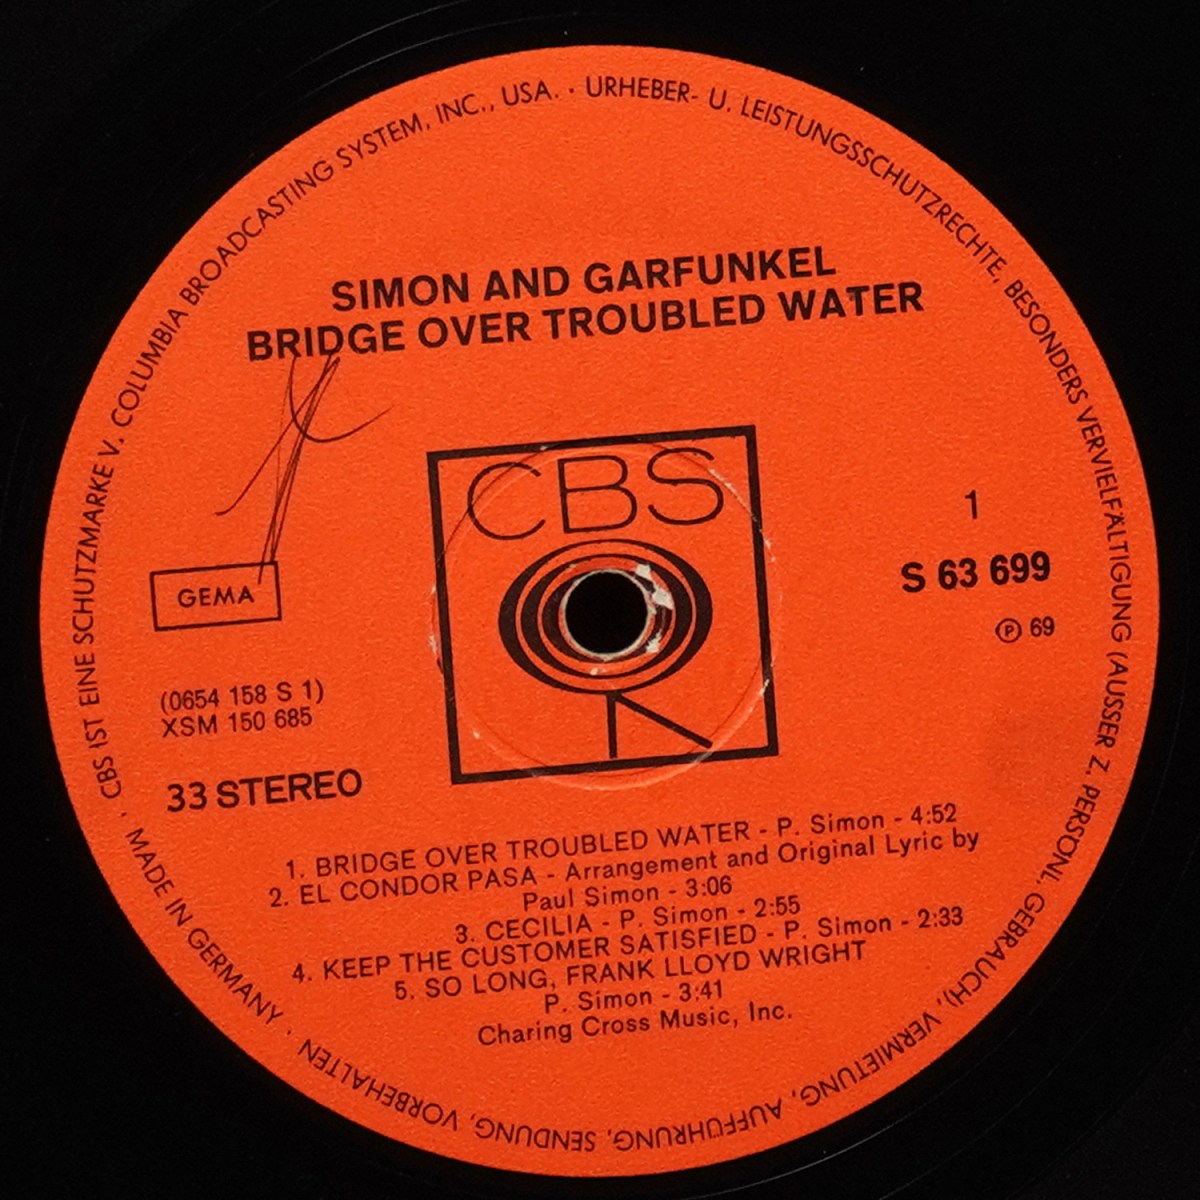 CBS IST EINE SCHUTZMARKE V. COLUMBIA BROADCASTING SYSTEM, INC., USA. · URHEBER- U. LEISTUNGSSCHUTZRECHTE, BESONDERS VERVIELFÄLTIGUNG (AUSSER Z. PERSÖNL. GEBRAUCH), VERMIETUNG, AUFFÜHRUNG, SENDUNG, VORBEHALTEN · MADE IN GERMANY ·
SIMON AND GARFUNKEL
BRIDGE OVER TROUBLED WATER
CBS
1
S 63 699
GEMA
Ⓟ 69
(0654 158 S 1)
XSM 150 685
33 STEREO
1. BRIDGE OVER TROUBLED WATER - P. Simon - 4:52
2. EL CONDOR PASA - Arrangement and Original Lyric by
Paul Simon - 3:06
3. CECILIA - P. Simon - 2:55
4. KEEP THE CUSTOMER SATISFIED - P. Simon - 2:33
5. SO LONG, FRANK LLOYD WRIGHT
P. Simon - 3:41
Charing Cross Music, Inc.